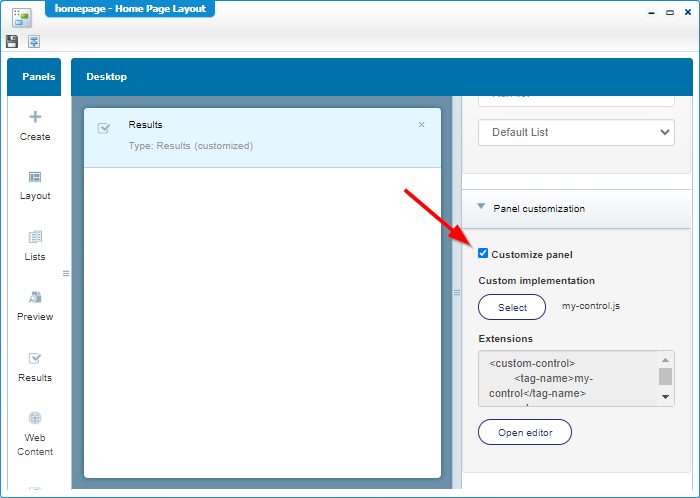 homepage - Home Page Layout
Panels
Desktop
Create
Layout
Lists
Preview
Results
Web
Content
Results
Type: Results (customized)
Default List
Panel customization
Customize panel
Custom implementation
Select
my-control.js
Extensions
<custom-control>
<tag-name>my-
control</tag-name>
Open editor